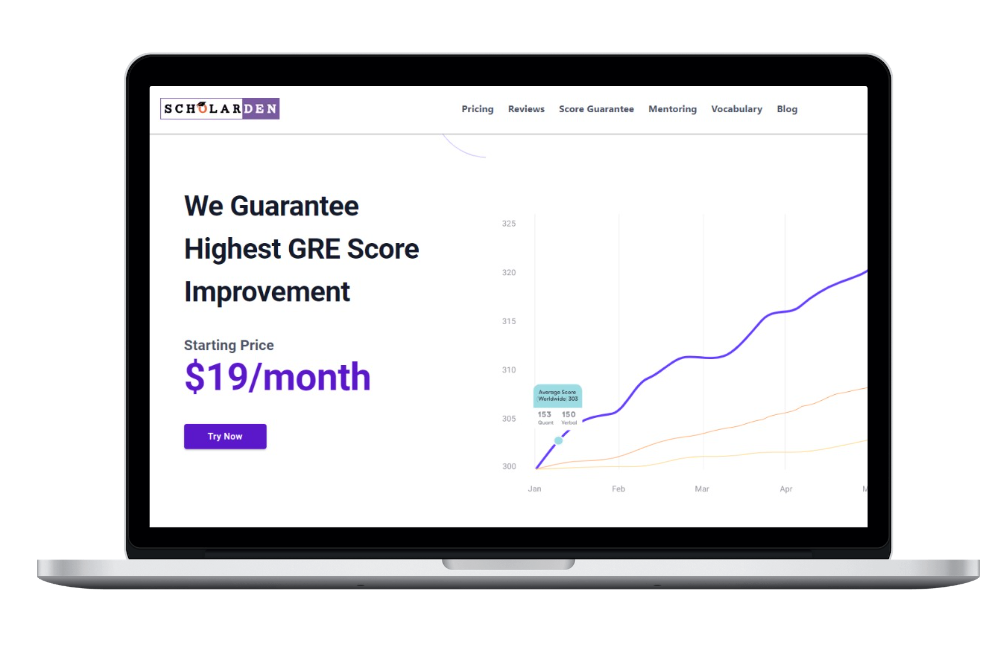 SCHOLARDEN
Pricing Reviews Score Guarantee Mentoring Vocabulary Blog
We Guarantee
Highest GRE Score
Improvement
Starting Price
$19/month
Try Now
325
320
315
310
305
300
Average Score
Worldwide: 303
153 150
Quant Verbal
Jan Feb Mar Apr M